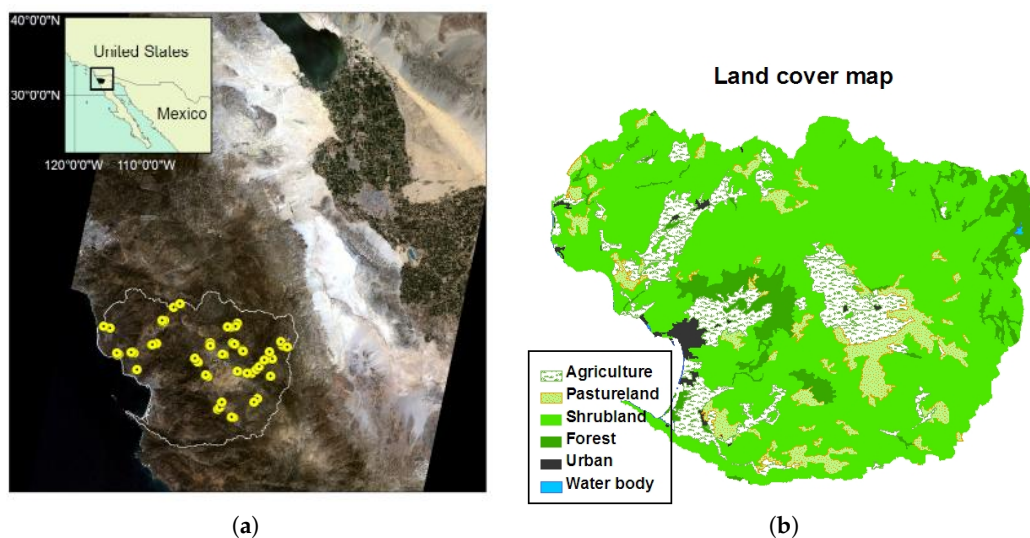 40°0'0"N
United States
30°0'0"N
Mexico
120°0'0"W 110°0'0"W
(a)
Land cover map
Agriculture
Pastureland
Shrubland
Forest
Urban
Water body
(b)